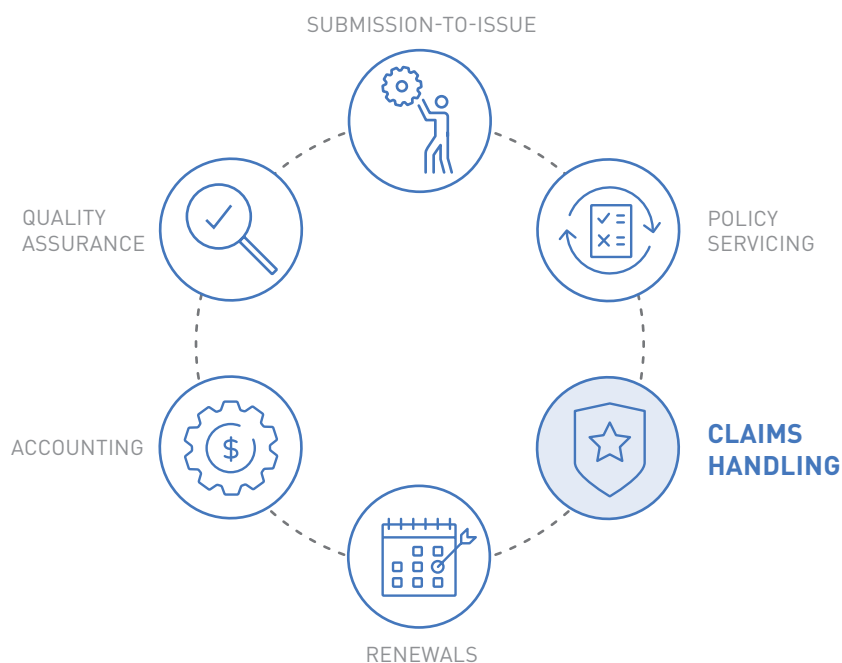 SUBMISSION-TO-ISSUE
QUALITY
ASSURANCE
POLICY
SERVICING
ACCOUNTING
$
CLAIMS
HANDLING
RENEWALS